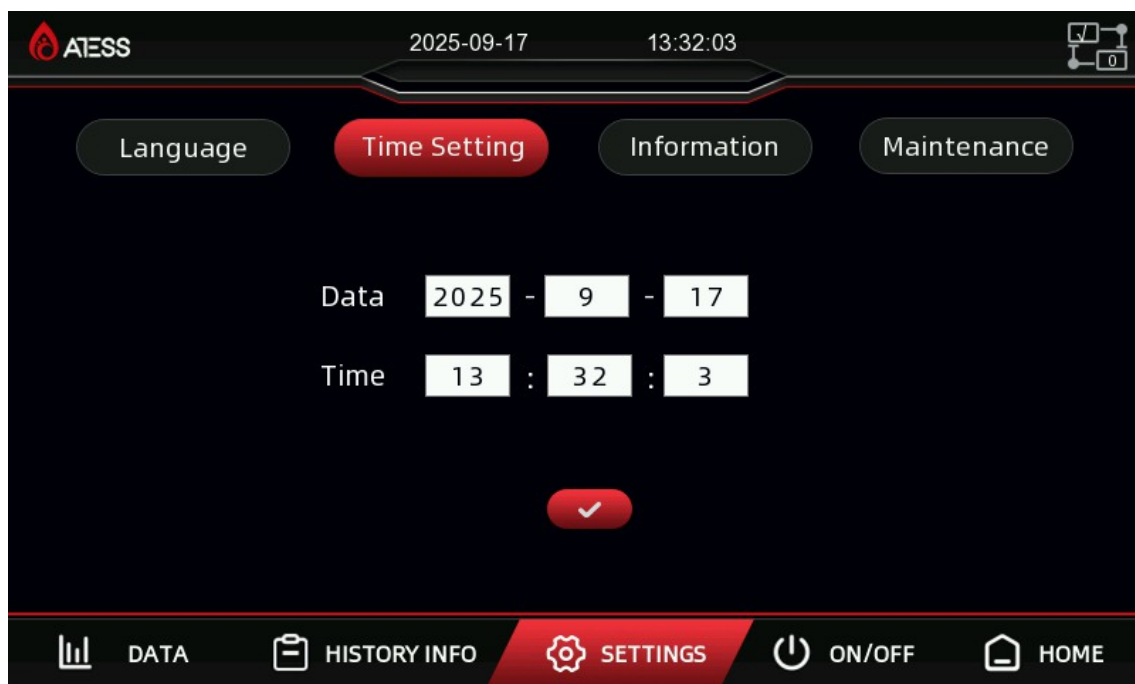 ATESS 2025-09-17 13:32:03
0
Language Time Setting Information Maintenance
Data 2025 - 9 - 17
Time 13 : 32 : 3
DATA HISTORY INFO SETTINGS ON/OFF HOME